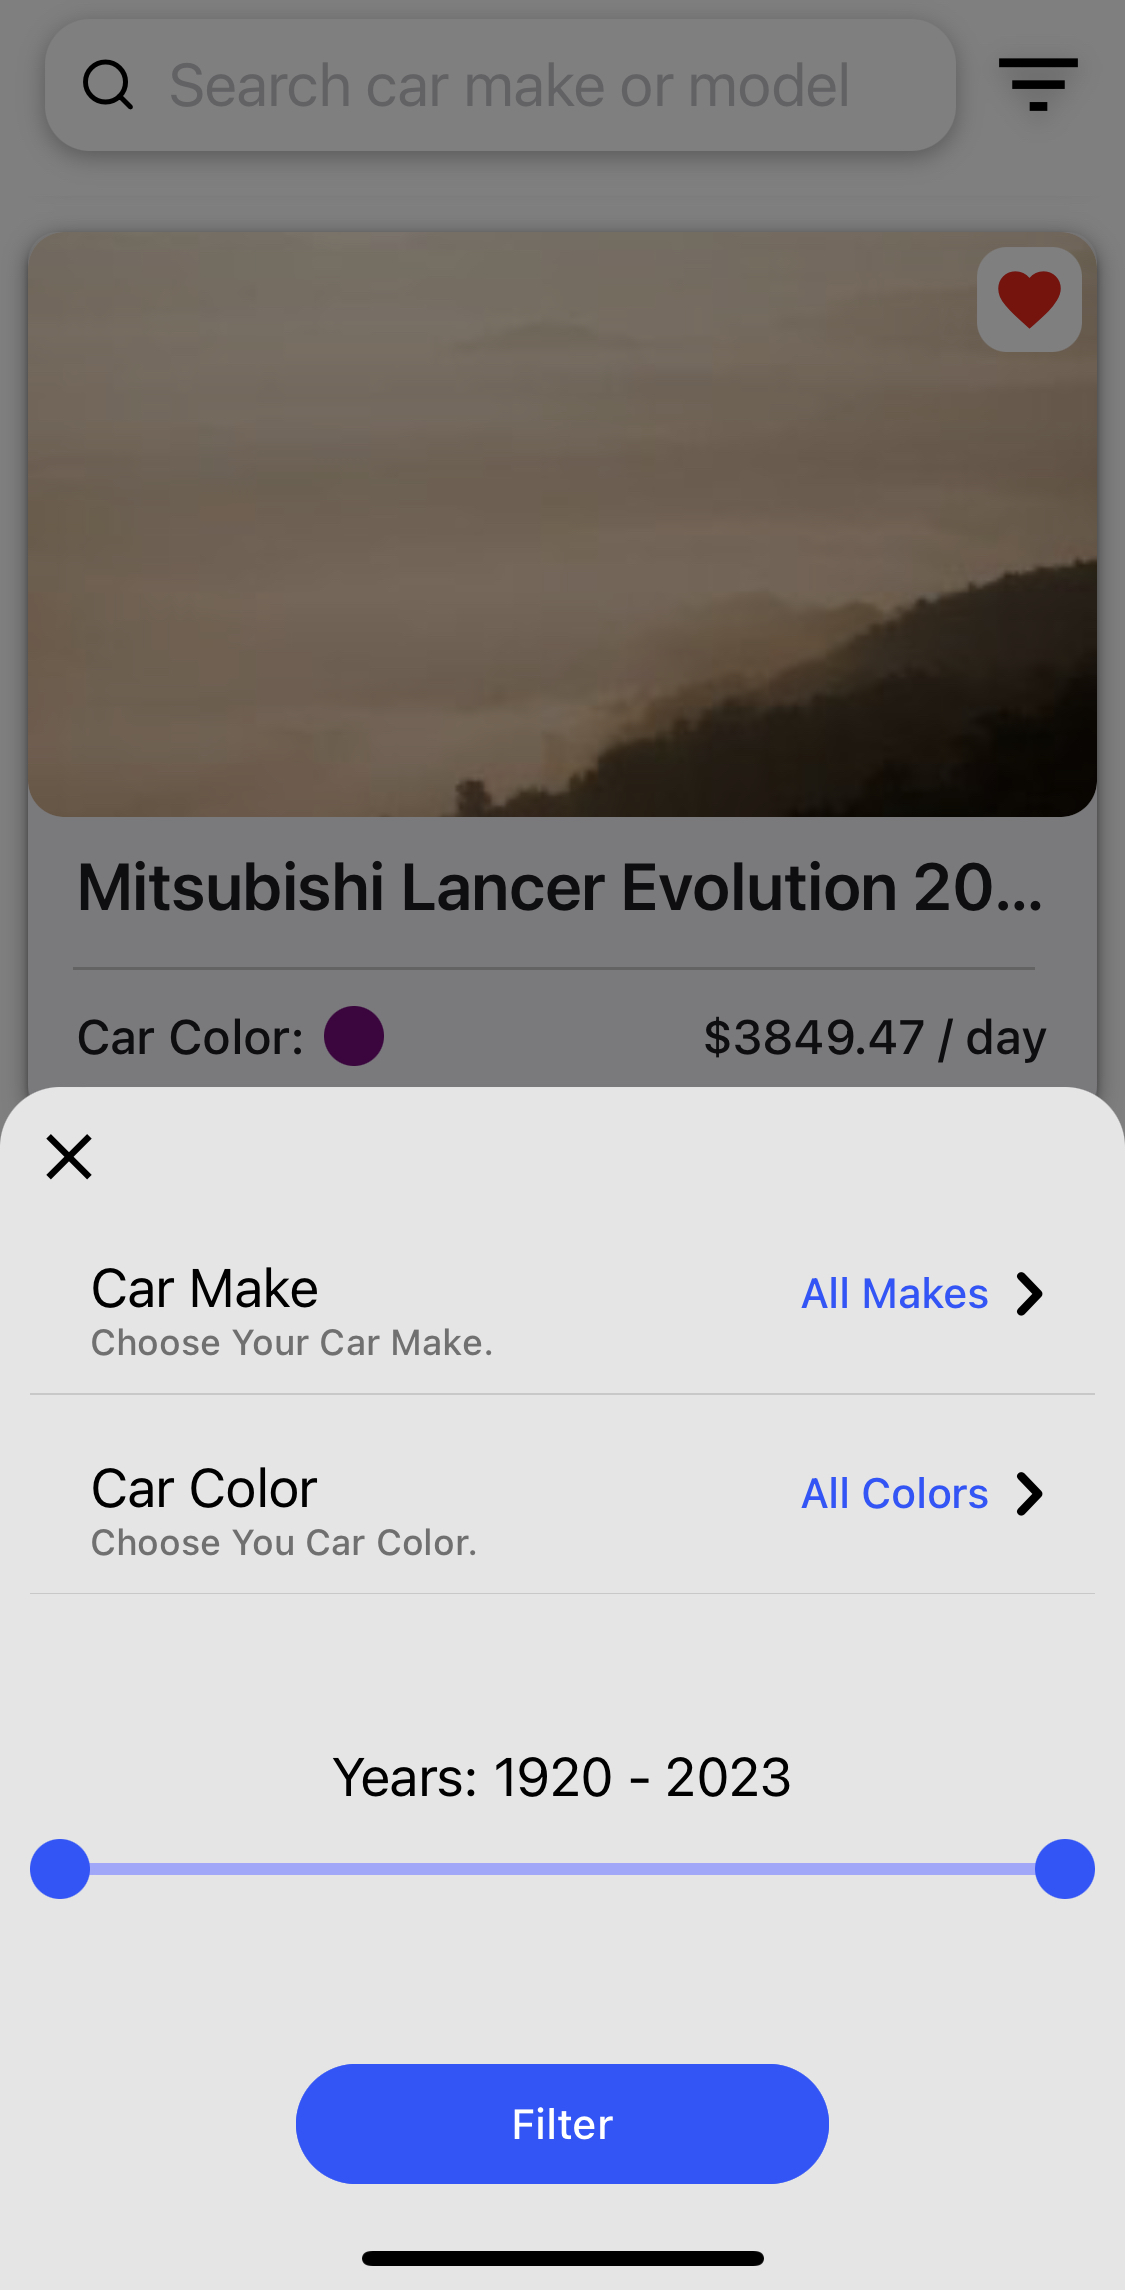 Search car make or model
Mitsubishi Lancer Evolution 20...
Car Color:
$3849.47 / day
Car Make
All Makes
Choose Your Car Make.
Car Color
All Colors
Choose You Car Color.
Years: 1920 - 2023
Filter